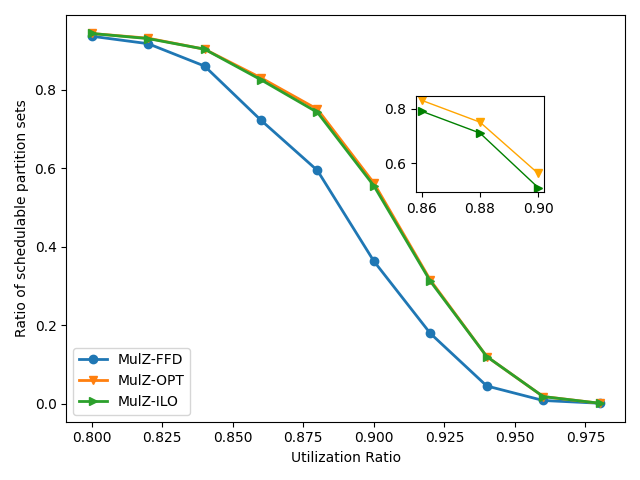 Ratio of schedulable partition sets
0.8
0.6
0.4
0.2
0.0
0.8
0.6
0.86 0.88 0.90
MulZ-FFD
MulZ-OPT
MulZ-ILO
0.800 0.825 0.850 0.875 0.900 0.925 0.950 0.975
Utilization Ratio